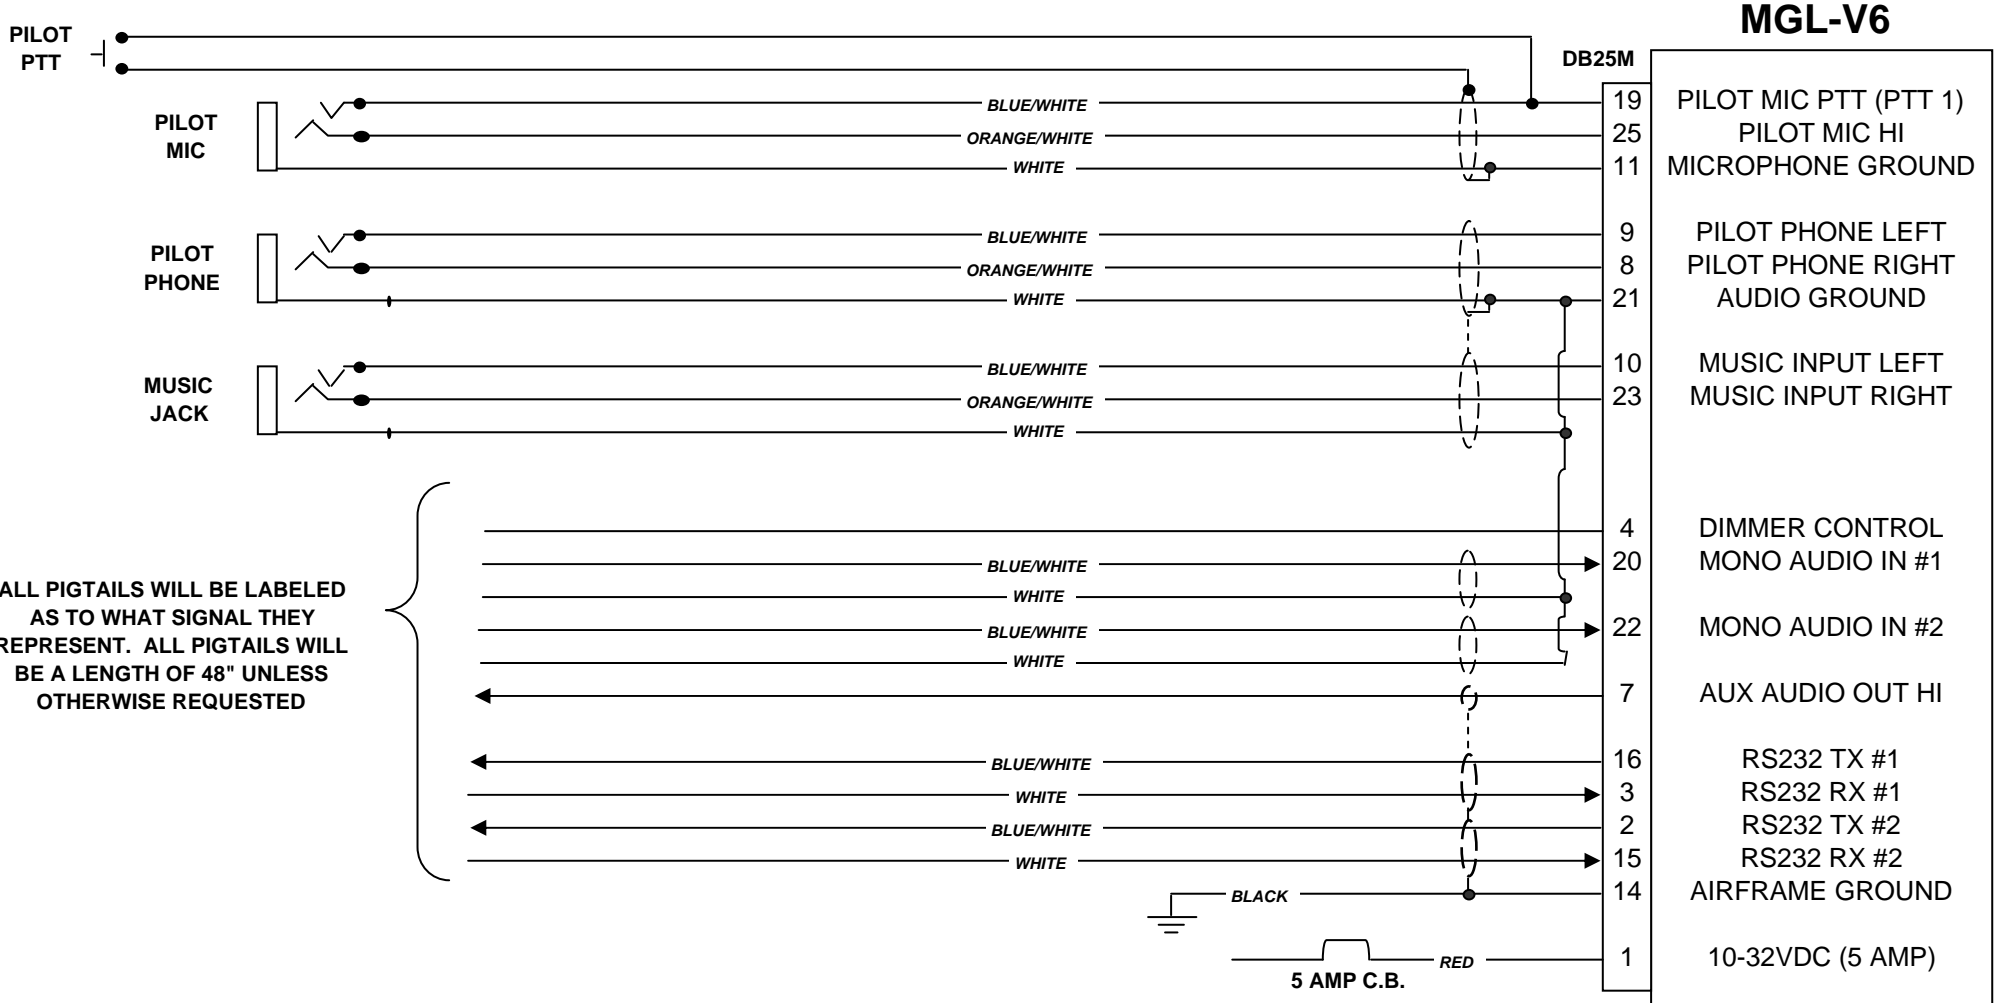 MGL-V6
PILOT
PTT
DB25M
PILOT
MIC
BLUE/WHITE 19 PILOT MIC PTT (PTT 1)
ORANGE/WHITE 25 PILOT MIC HI
WHITE 11 MICROPHONE GROUND
PILOT
PHONE
BLUE/WHITE 9 PILOT PHONE LEFT
ORANGE/WHITE 8 PILOT PHONE RIGHT
WHITE 21 AUDIO GROUND
MUSIC
JACK
BLUE/WHITE 10 MUSIC INPUT LEFT
ORANGE/WHITE 23 MUSIC INPUT RIGHT
WHITE
ALL PIGTAILS WILL BE LABELED
AS TO WHAT SIGNAL THEY
REPRESENT. ALL PIGTAILS WILL
BE A LENGTH OF 48" UNLESS
OTHERWISE REQUESTED
4 DIMMER CONTROL
BLUE/WHITE 20 MONO AUDIO IN #1
WHITE
BLUE/WHITE 22 MONO AUDIO IN #2
WHITE
7 AUX AUDIO OUT HI
BLUE/WHITE 16 RS232 TX #1
WHITE 3 RS232 RX #1
BLUE/WHITE 2 RS232 TX #2
WHITE 15 RS232 RX #2
BLACK 14 AIRFRAME GROUND
RED 1 10-32VDC (5 AMP)
5 AMP C.B.